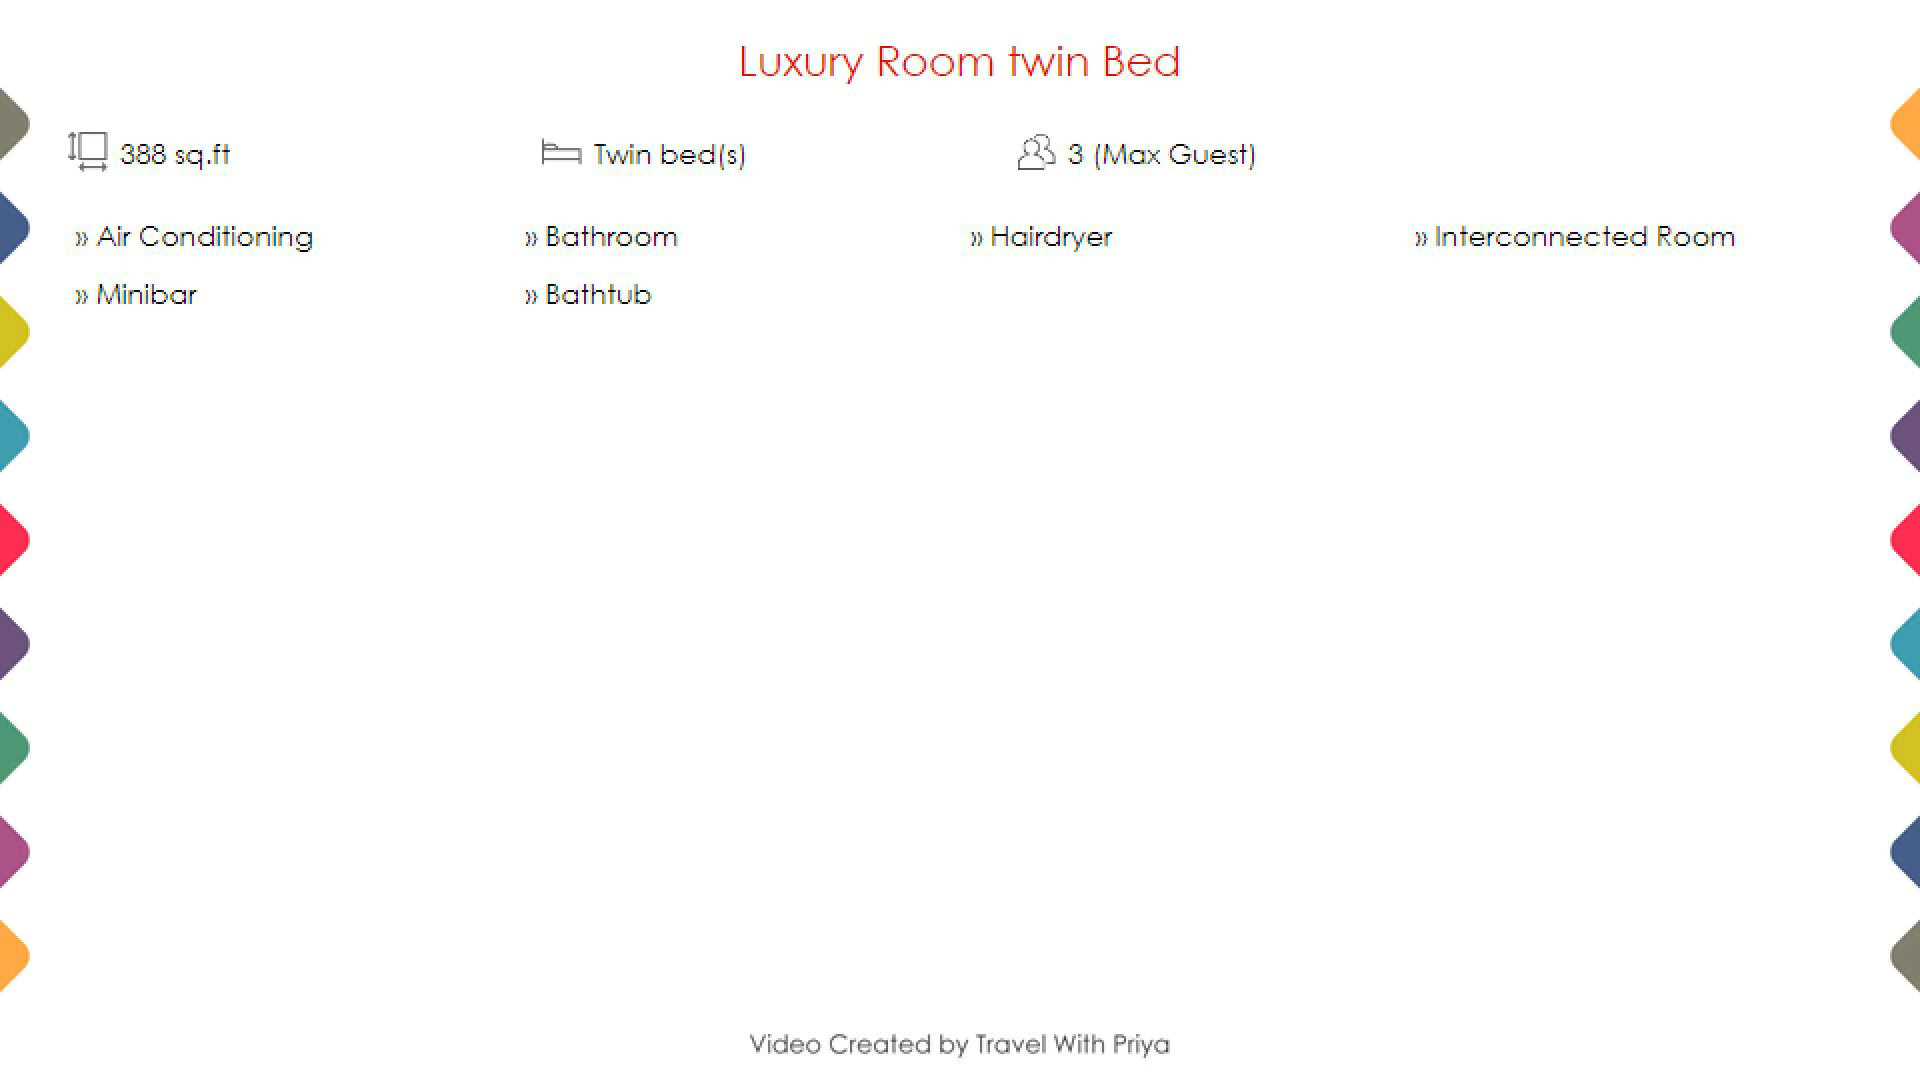 Luxury Room twin Bed
388 sq.ft Twin bed(s) 3 (Max Guest)
» Air Conditioning » Bathroom » Hairdryer » Interconnected Room
» Minibar » Bathtub
Video Created by Travel With Priya